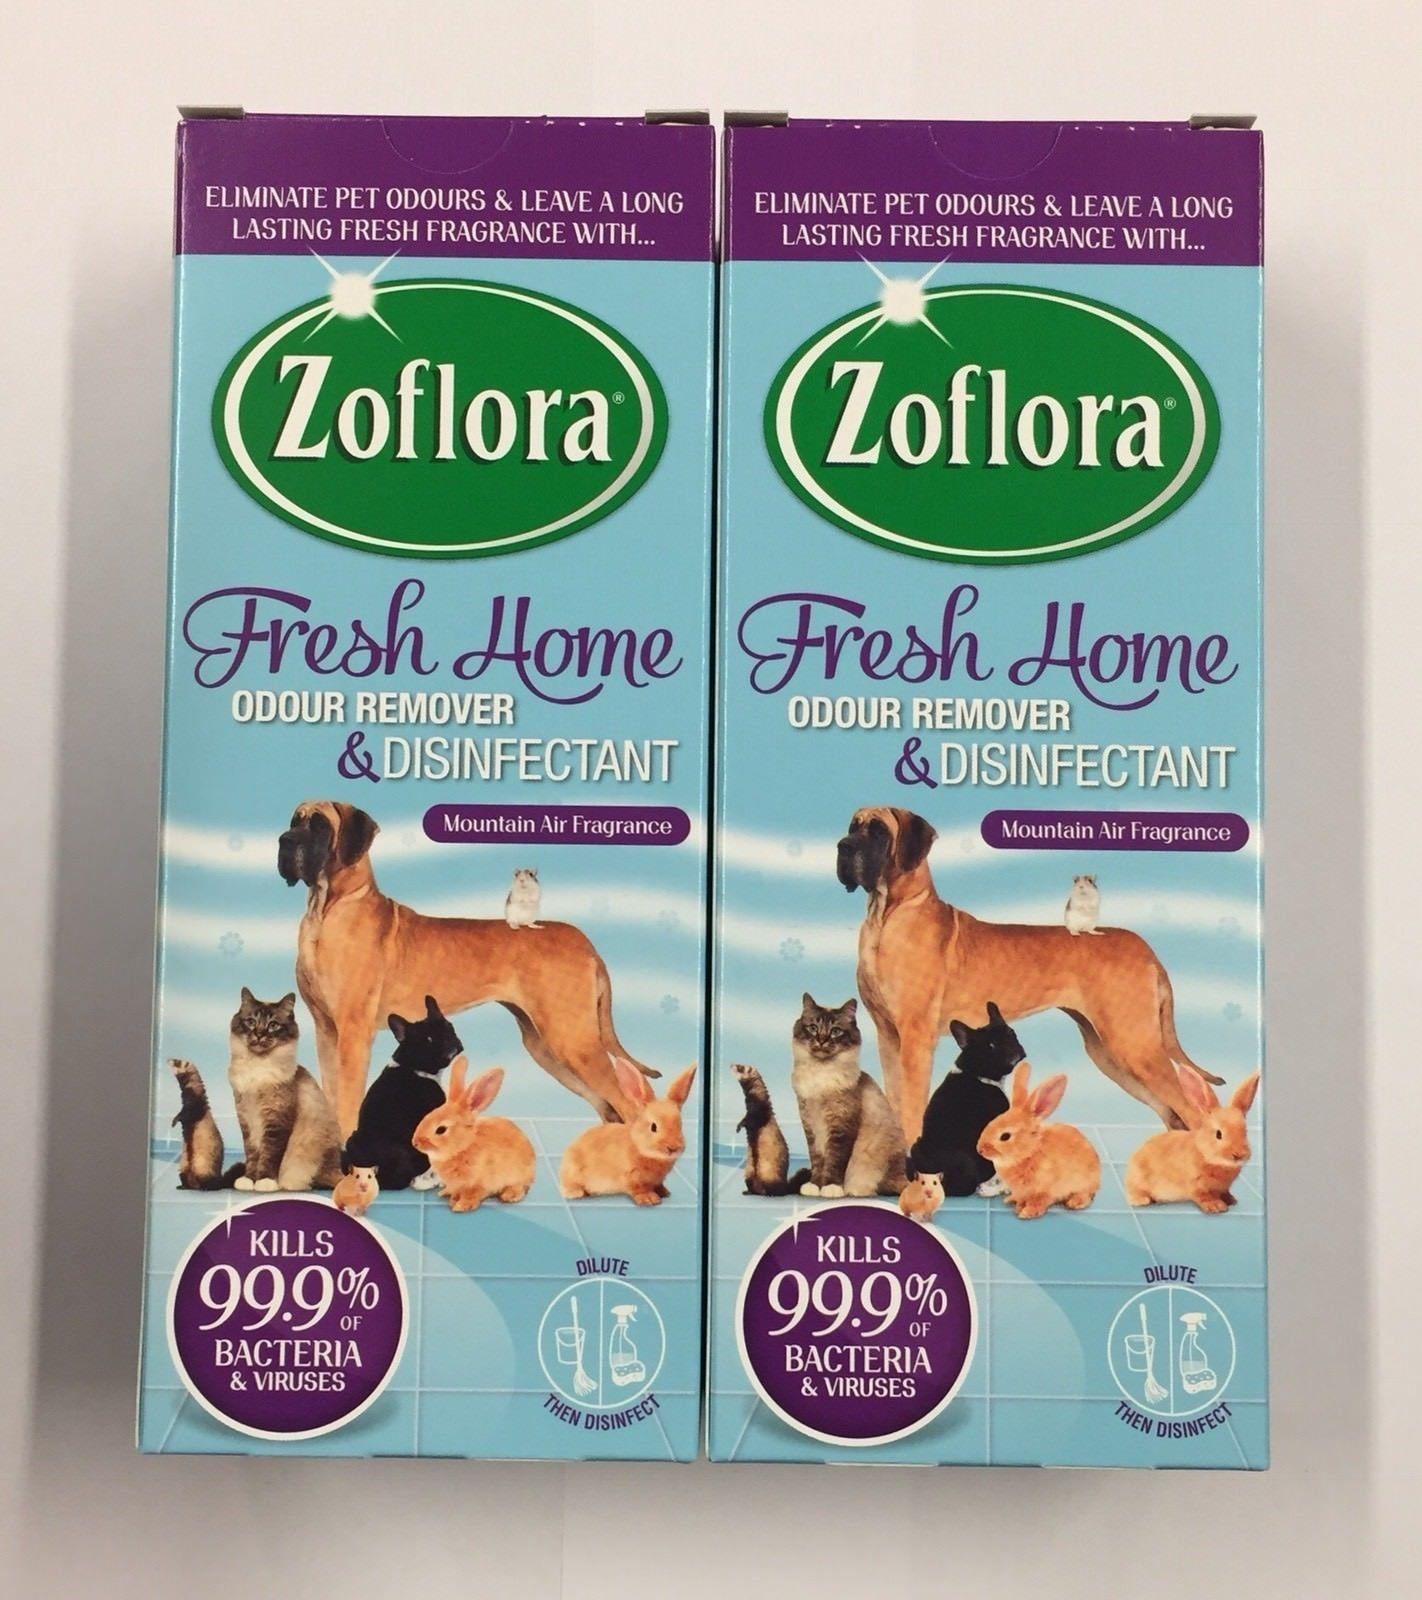 ELIMINATE PET ODOURS & LEAVE A LONG
LASTING FRESH FRAGRANCE WITH...
Zoflora®
Fresh Home
ODOUR REMOVER
& DISINFECTANT
Mountain Air Fragrance
KILLS
99.9%
OF
BACTERIA
& VIRUSES
DILUTE
THEN DISINFECT
ELIMINATE PET ODOURS & LEAVE A LONG
LASTING FRESH FRAGRANCE WITH...
Zoflora®
Fresh Home
ODOUR REMOVER
& DISINFECTANT
Mountain Air Fragrance
KILLS
99.9%
OF
BACTERIA
& VIRUSES
DILUTE
THEN DISINFECT